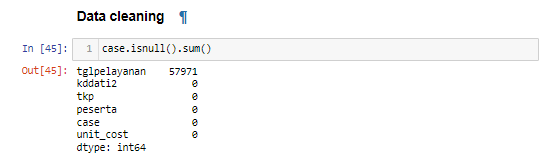 Data cleaning ¶
In [45]: 1 case.isnull().sum()
Out[45]: tglpelayanan 57971
kddati2 0
tkp 0
peserta 0
case 0
unit_cost 0
dtype: int64